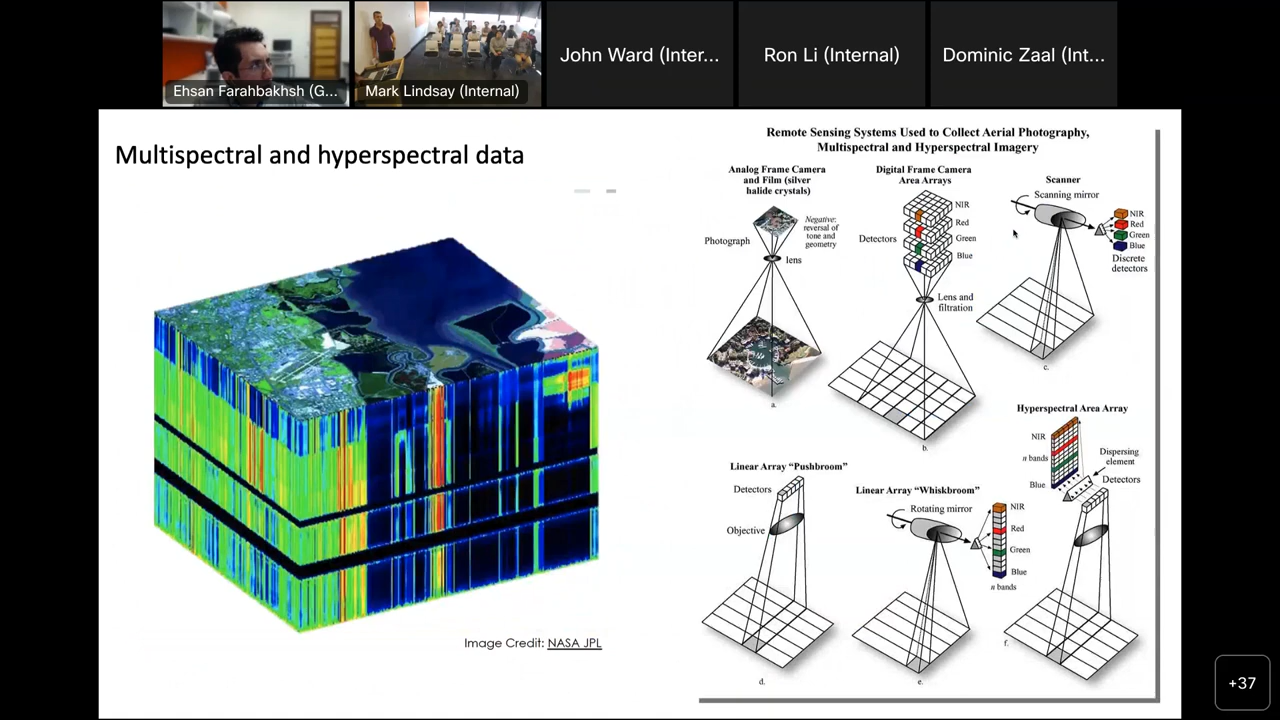 Ehsan Farahbakhsh (G...
Mark Lindsay (Internal)
John Ward (Inter...
Ron Li (Internal)
Dominic Zaal (Int...
Multispectral and hyperspectral data
Image Credit: NASA JPL
Remote Sensing Systems Used to Collect Aerial Photography,
Multispectral and Hyperspectral Imagery
Analog Frame Camera
and Film (silver
halide crystals)
Negative:
reversal of
tone and
geometry
Photograph
lens
a.
Digital Frame Camera
Area Arrays
NIR
Red
Green
Blue
Detectors
Lens and
filtration
b.
Scanner
Scanning mirror
NIR
Red
Green
Blue
Discrete
detectors
c.
Linear Array “Pushbroom”
Detectors
Objective
d.
Linear Array “Whiskbroom”
Rotating mirror
NIR
Red
Green
Blue
n bands
e.
Hyperspectral Area Array
NIR
n bands
Blue
Dispersing
element
Detectors
f.
+37